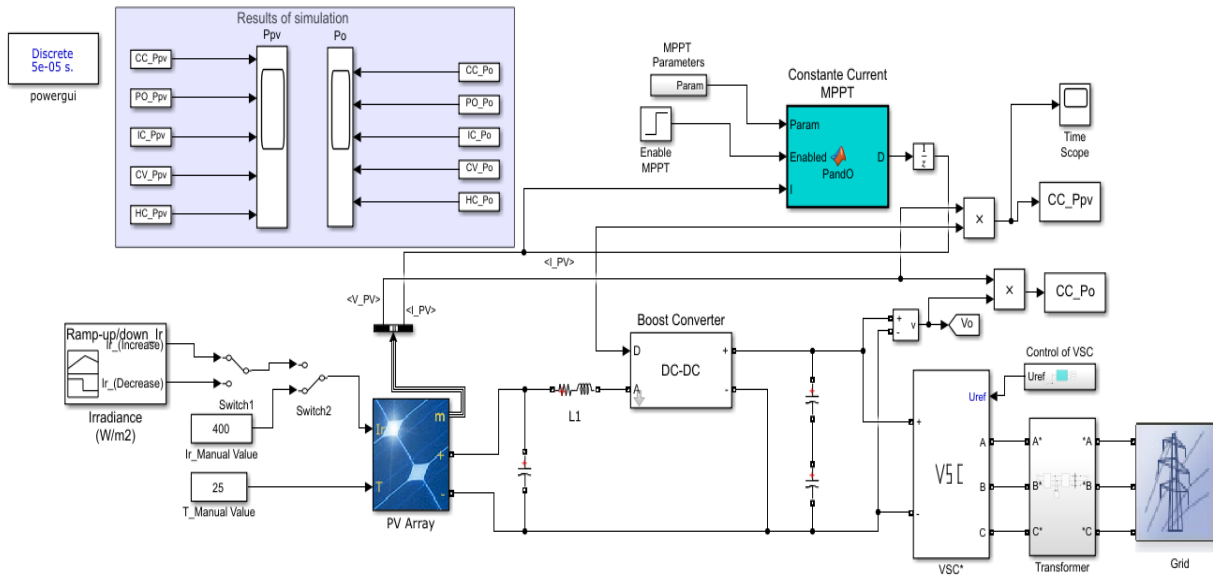 Results of simulation
Ppv
Po
Discrete
5e-05 s.
powergui
CC_Ppv
PO_Ppv
IC_Ppv
CV_Ppv
HC_Ppv
CC_Po
PO_Po
IC_Po
CV_Po
HC_Po
MPPT
Parameters
Param
Enable
MPPT
Constante Current
MPPT
Param
Enabled
I
PandO
D
1
z
Time
Scope
x
CC_Ppv
<I_PV>
<V_PV>
<I_PV>
x
CC_Po
+
-
v
Vo
Ramp-up/down_Ir
Ir_(Increase)
Ir_(Decrease)
Irradiance
(W/m2)
Switch1
Switch2
400
Ir_Manual Value
25
T_Manual Value
Ir
T
m
+
-
PV Array
L1
Boost Converter
D
A
DC-DC
+
-
Control of VSC
Uref
Uref
+
-
VSC
A
B
C
VSC*
A*
B*
C*
*A
*B
*C
Transformer
Grid